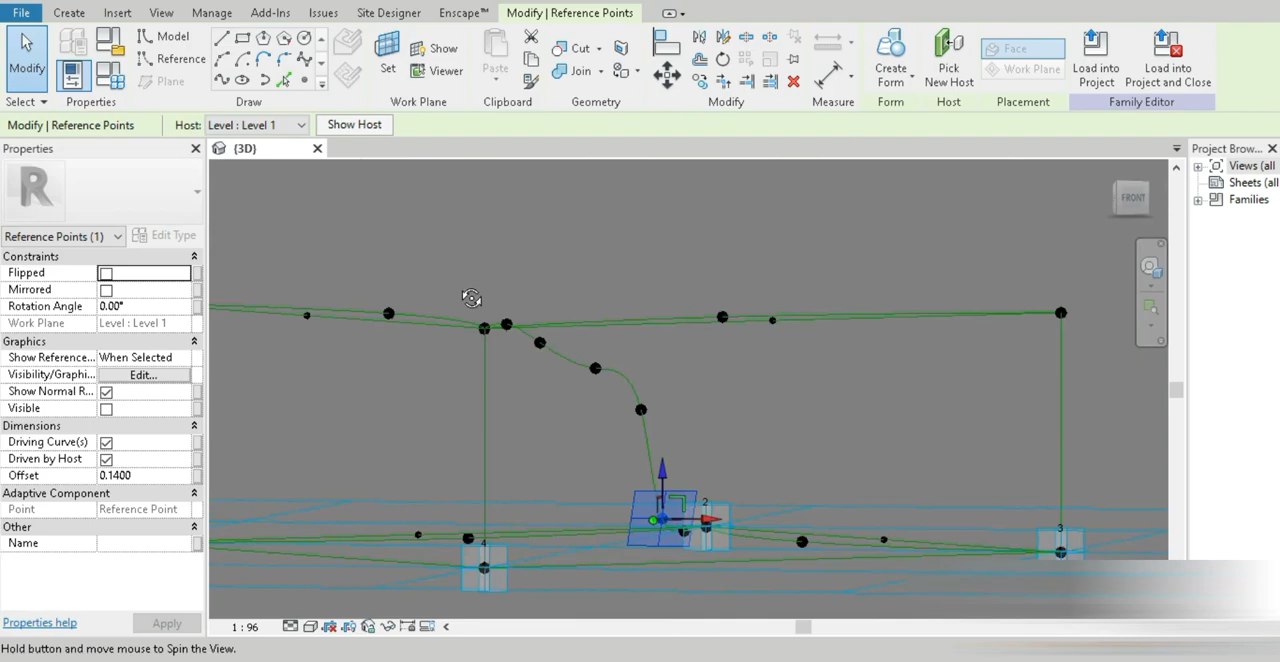 File Create Insert View Manage Add-Ins Issues Site Designer Enscape™ Modify | Reference Points
Modify
Model
Reference
Plane
Set
Show
Viewer
Paste
Cut
Join
Create Form
Pick New Host
Face
Work Plane
Load into Project
Load into Project and Close
Select Properties Draw Work Plane Clipboard Geometry Modify Measure Form Host Placement Family Editor
Modify | Reference Points Host: Level : Level 1 Show Host
Properties
{3D}
Project Brow...
Views (all
Sheets (all
Families
R
FRONT
Reference Points (1) Edit Type
Constraints
Flipped
Mirrored
Rotation Angle 0.00°
Work Plane Level : Level 1
Graphics
Show Reference... When Selected
Visibility/Graphi... Edit...
Show Normal R...
Visible
Dimensions
Driving Curve(s)
Driven by Host
Offset 0.1400
Adaptive Component
Point Reference Point
Other
Name
2
3
4
Properties help Apply
1 : 96
Hold button and move mouse to Spin the View.